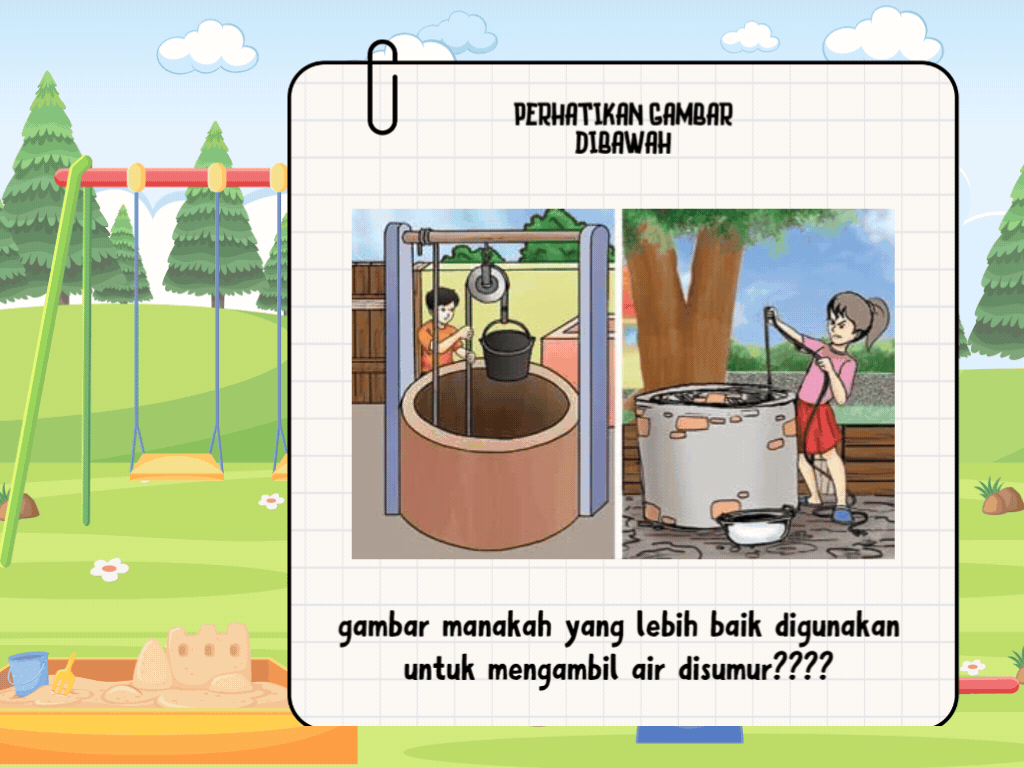 PERHATIKAN GAMBAR
DIBAWAH
gambar manakah yang lebih baik digunakan
untuk mengambil air disumur????